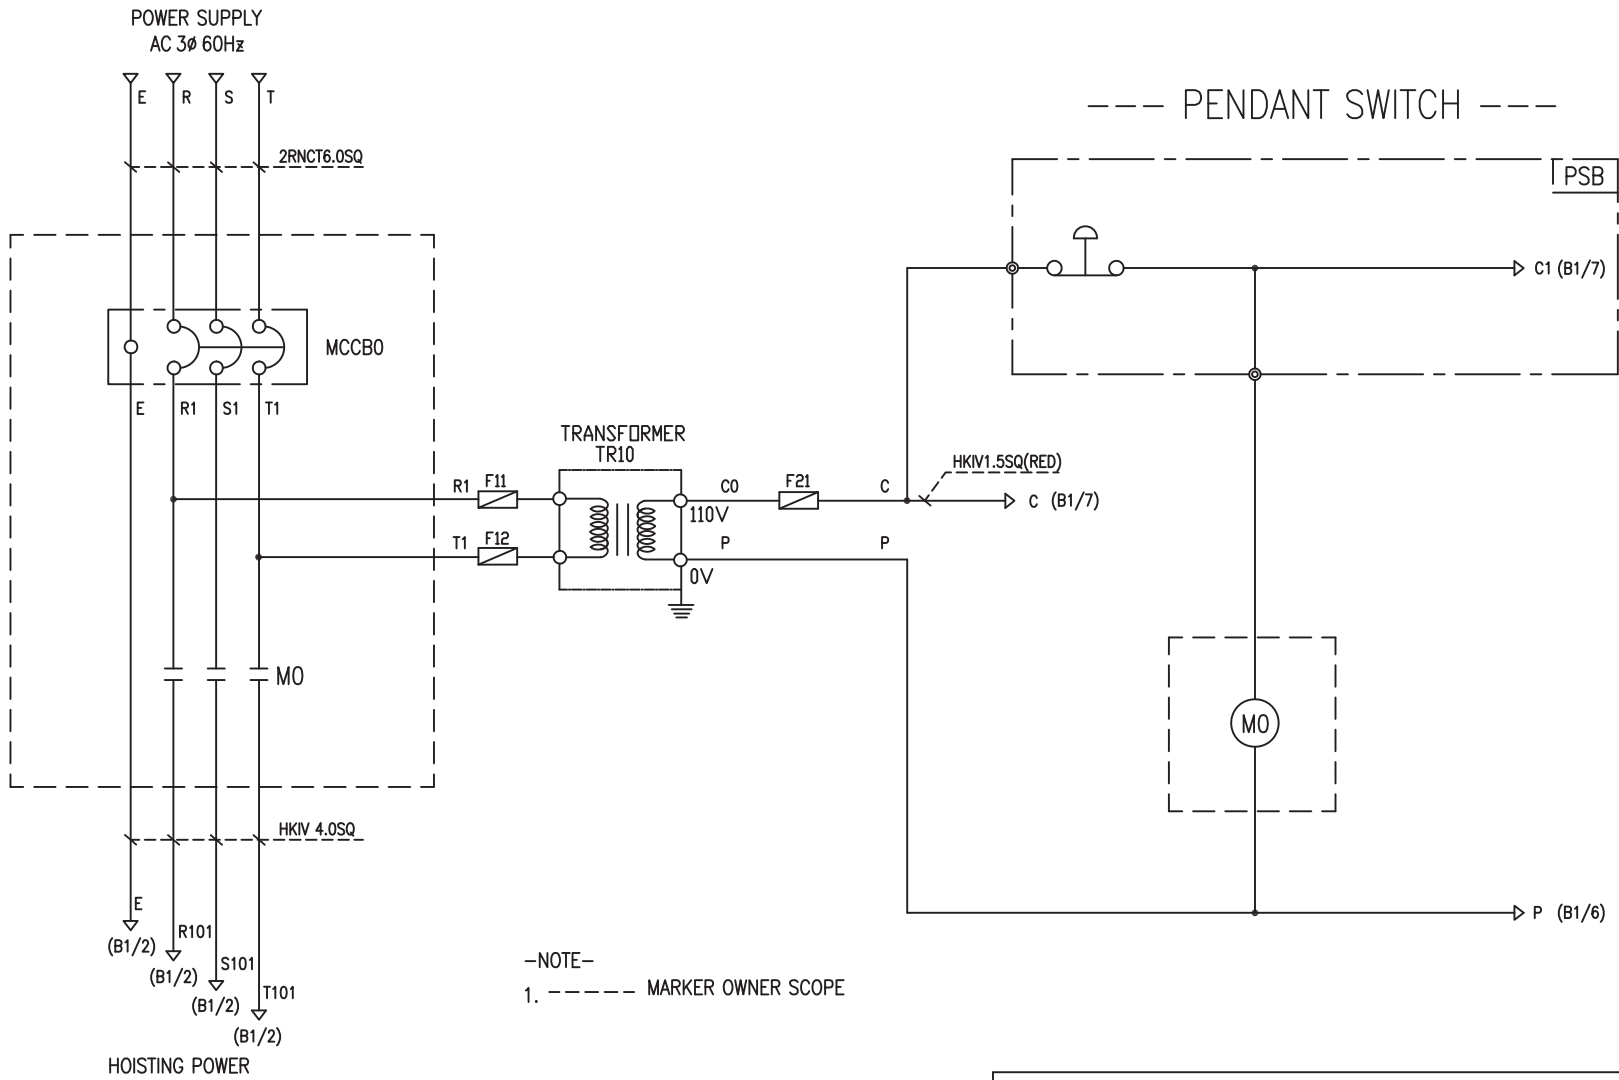 POWER SUPPLY
AC 3ø 60Hz
E R S T
2RNCT6.0SQ
— — — PENDANT SWITCH — — —
PSB
C1 (B1/7)
MCCB0
E R1 S1 T1
TRANSFORMER
TR10
HKIV1.5SQ(RED)
R1 F11
C0 F21 C
C (B1/7)
110V
T1 F12
P P
0V
M0
M0
HKIV 4.0SQ
E
(B1/2)
R101
(B1/2)
S101
(B1/2)
T101
(B1/2)
HOISTING POWER
P (B1/6)
–NOTE–
1. – – – – – – MARKER OWNER SCOPE